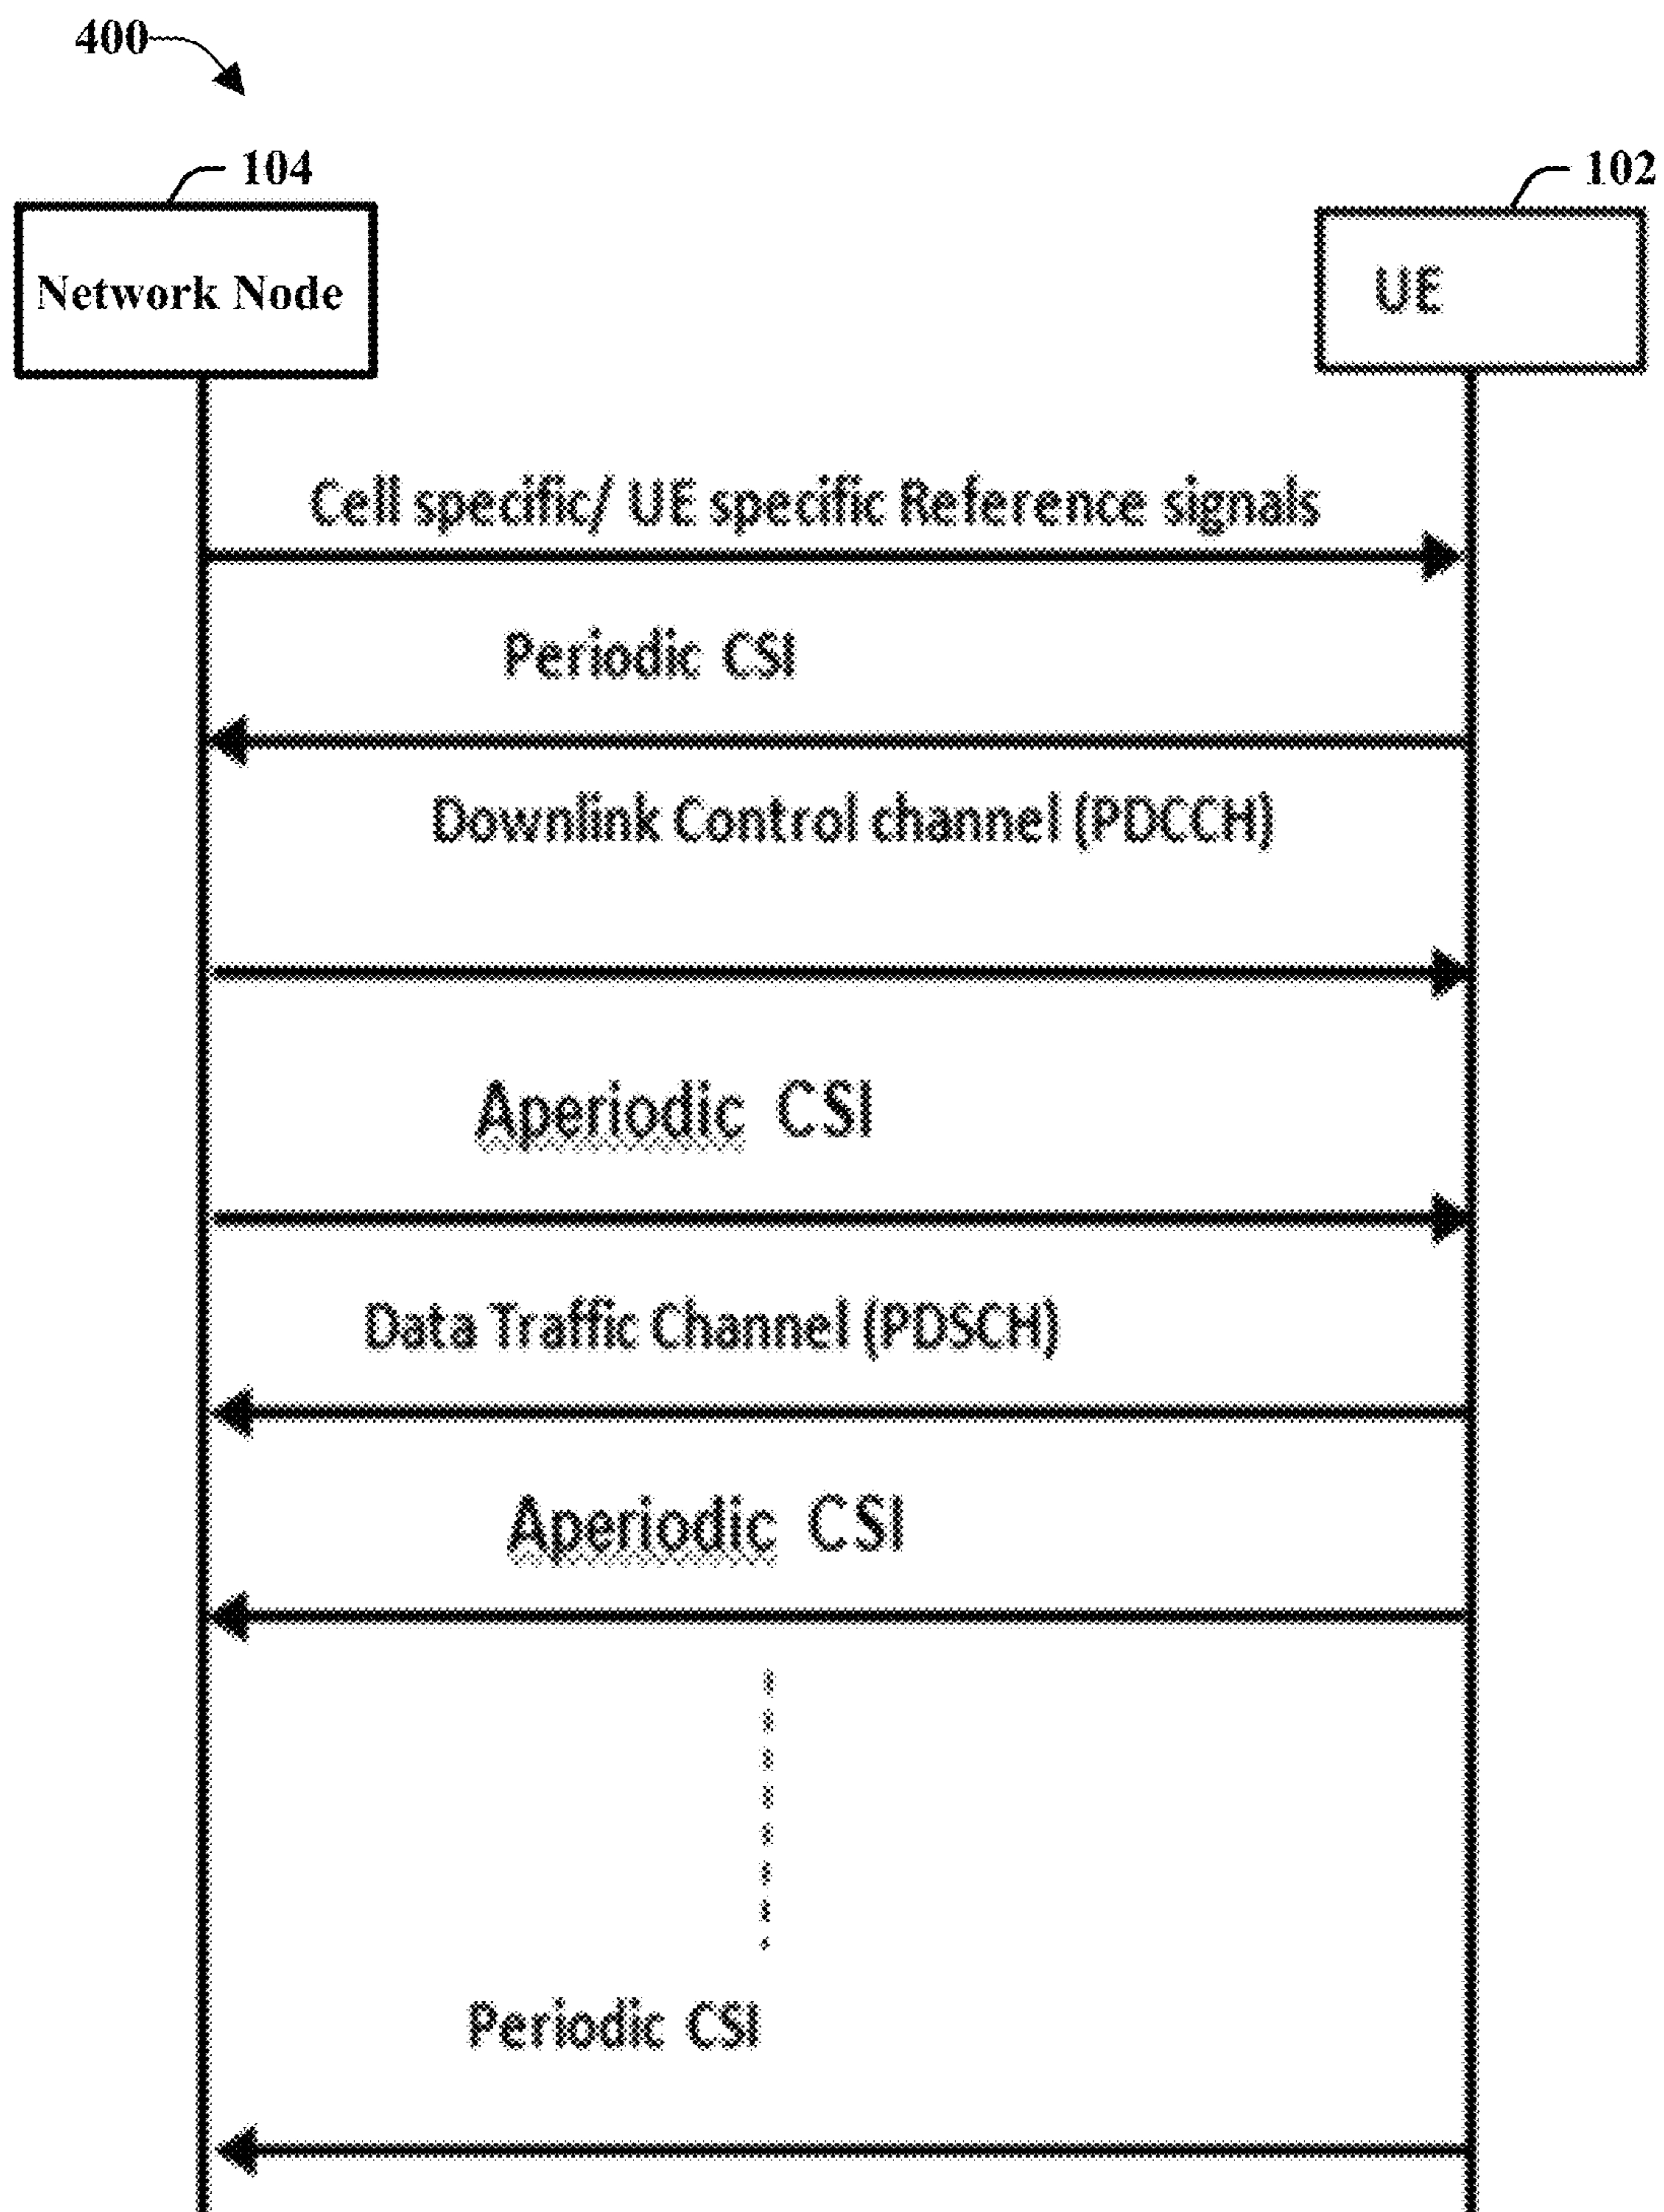 400
104
102
Network Node
UE
Cell specific/ UE specific Reference signals
Periodic CSI
Downlink Control channel (PDCCH)
Aperiodic CSI
Data Traffic Channel (PDSCH)
Aperiodic CSI
Periodic CSI